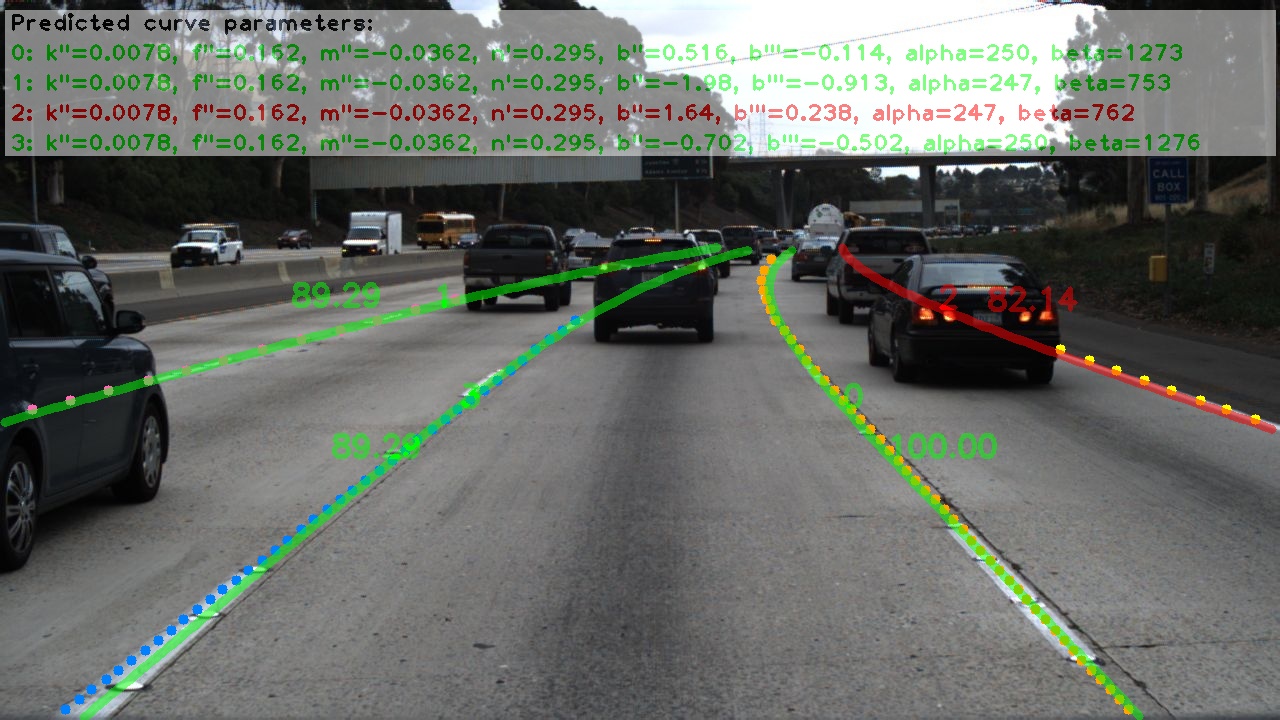 Predicted curve parameters:
0: k''=0.0078, f''=0.162, m''=-0.0362, n'=0.295, b''=0.516, b'''=-0.114, alpha=250, beta=1273
1: k''=0.0078, f''=0.162, m''=-0.0362, n'=0.295, b''=-1.98, b'''=-0.913, alpha=247, beta=753
2: k''=0.0078, f''=0.162, m''=-0.0362, n'=0.295, b''=1.64, b'''=0.238, alpha=247, beta=762
3: k''=0.0078, f''=0.162, m''=-0.0362, n'=0.295, b''=-0.702, b'''=-0.502, alpha=250, beta=1276
CALL
BOX
89.29 1
2 82.14
3
0
89.29
100.00